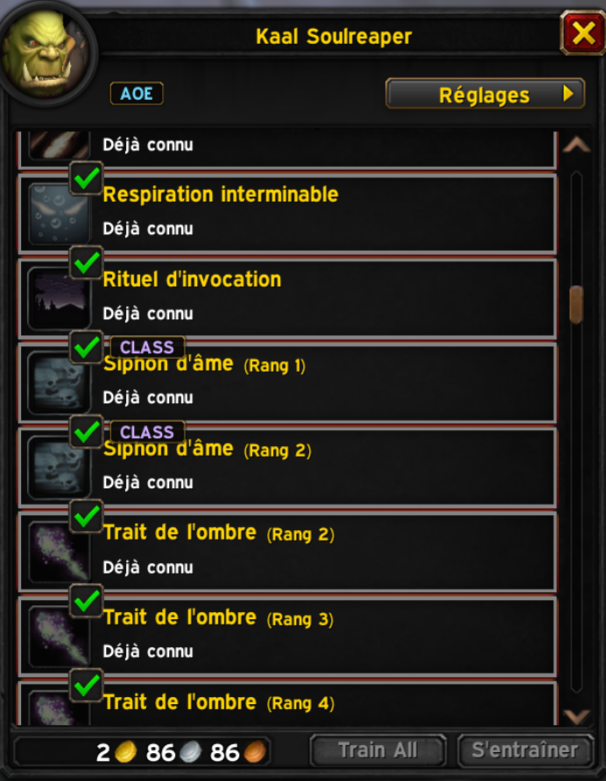 Kaal Soulreaper
AOE
Réglages
Déjà connu
Respiration interminable
Déjà connu
Rituel d'invocation
Déjà connu
CLASS
Siphon d'âme (Rang 1)
Déjà connu
CLASS
Siphon d'âme (Rang 2)
Déjà connu
Trait de l'ombre (Rang 2)
Déjà connu
Trait de l'ombre (Rang 3)
Déjà connu
Trait de l'ombre (Rang 4)
2 86 86
Train All
S'entraîner